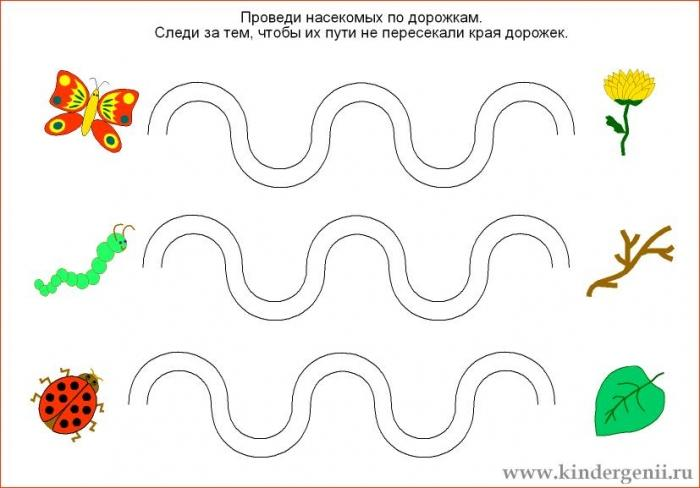 Проведи насекомых по дорожкам.
Следи за тем, чтобы их пути не пересекали края дорожек.
www.kindergenii.ru